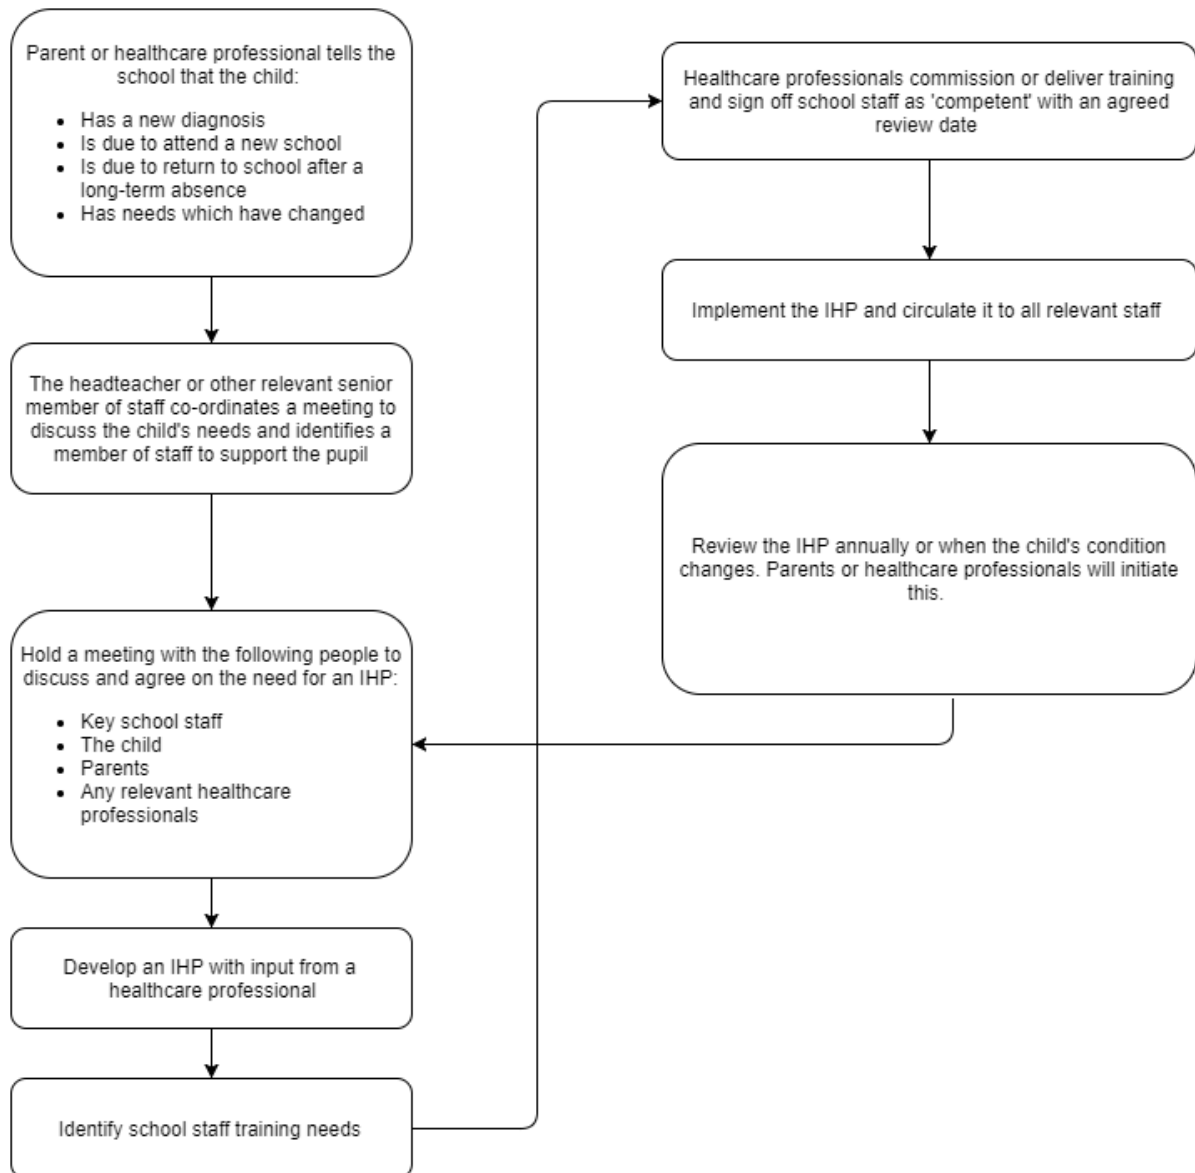 Parent or healthcare professional tells the
school that the child:
• Has a new diagnosis
• Is due to attend a new school
• Is due to return to school after a
long-term absence
• Has needs which have changed
The headteacher or other relevant senior
member of staff co-ordinates a meeting to
discuss the child's needs and identifies a
member of staff to support the pupil
Hold a meeting with the following people to
discuss and agree on the need for an IHP:
• Key school staff
• The child
• Parents
• Any relevant healthcare
professionals
Develop an IHP with input from a
healthcare professional
Identify school staff training needs
Healthcare professionals commission or deliver training
and sign off school staff as 'competent' with an agreed
review date
Implement the IHP and circulate it to all relevant staff
Review the IHP annually or when the child's condition
changes. Parents or healthcare professionals will initiate
this.